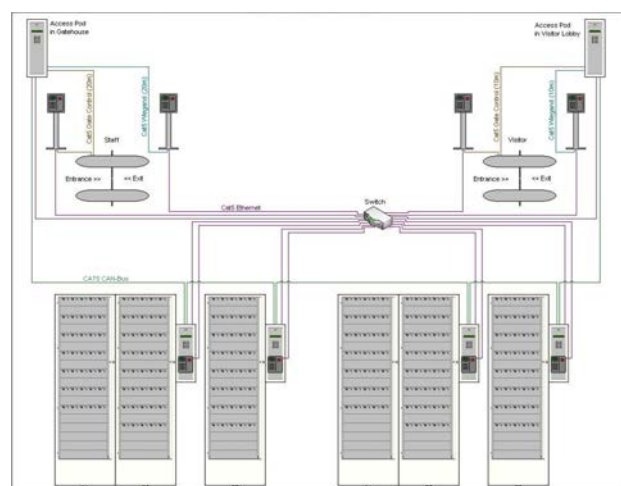 Access Pod
in Gatehouse
Access Pod
in Visitor Lobby
Cat5 Gate Control (20m)
Cat5 Wiegand (20m)
Cat5 Gate Control (10m)
Cat5 Wiegand (10m)
Staff
Visitor
Entrance >>
<< Exit
Entrance >>
<< Exit
Switch
Cat5 Ethernet
CAT5 CAN-Bus